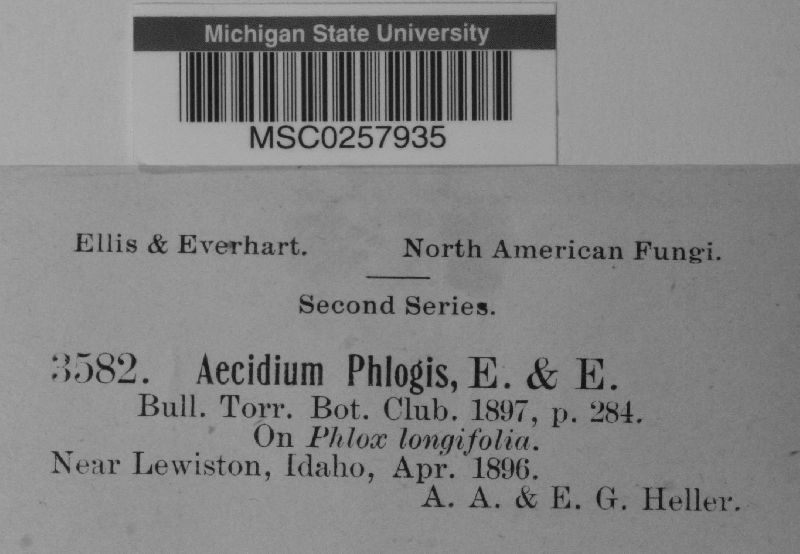 Michigan State University
MSC0257935
Ellis & Everhart. North American Fungi.
Second Series.
3582. Aecidium Phlogis, E. & E.
Bull. Torr. Bot. Club. 1897, p. 284.
On Phlox longifolia.
Near Lewiston, Idaho, Apr. 1896.
A. A. & E. G. Heller.